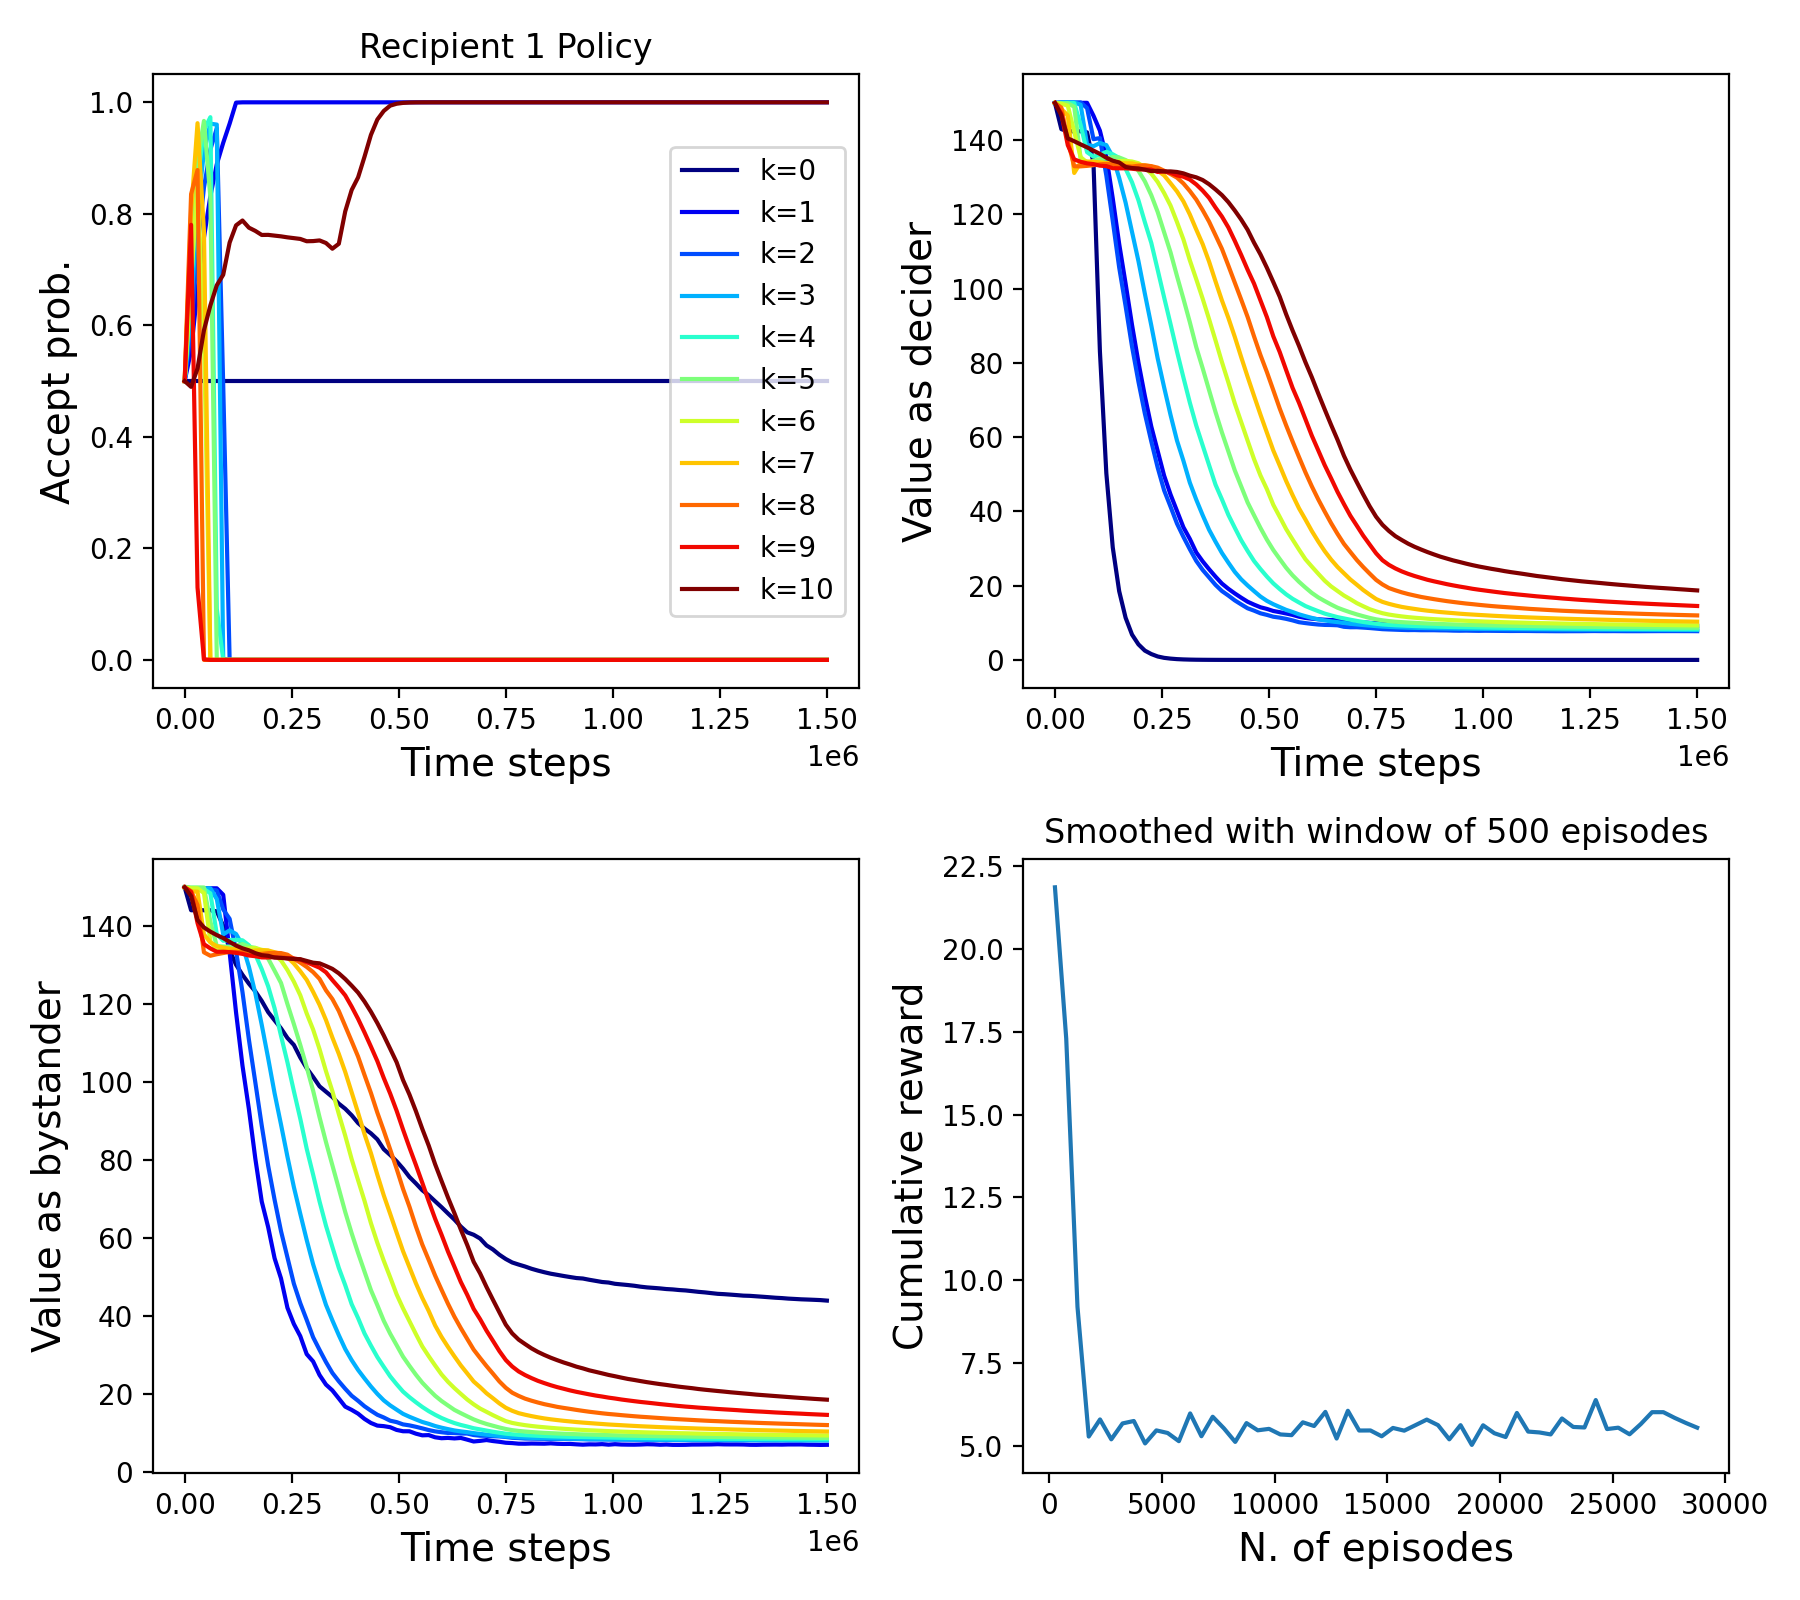 Recipient 1 Policy
1.0
0.8
0.6
0.4
0.2
0.0
Accept prob.
k=0
k=1
k=2
k=3
k=4
k=5
k=6
k=7
k=8
k=9
k=10
0.00 0.25 0.50 0.75 1.00 1.25 1.50
1e6
Time steps
140
120
100
80
60
40
20
0
Value as decider
0.00 0.25 0.50 0.75 1.00 1.25 1.50
1e6
Time steps
140
120
100
80
60
40
20
0
Value as bystander
0.00 0.25 0.50 0.75 1.00 1.25 1.50
1e6
Time steps
Smoothed with window of 500 episodes
22.5
20.0
17.5
15.0
12.5
10.0
7.5
5.0
Cumulative reward
0 5000 10000 15000 20000 25000 30000
N. of episodes